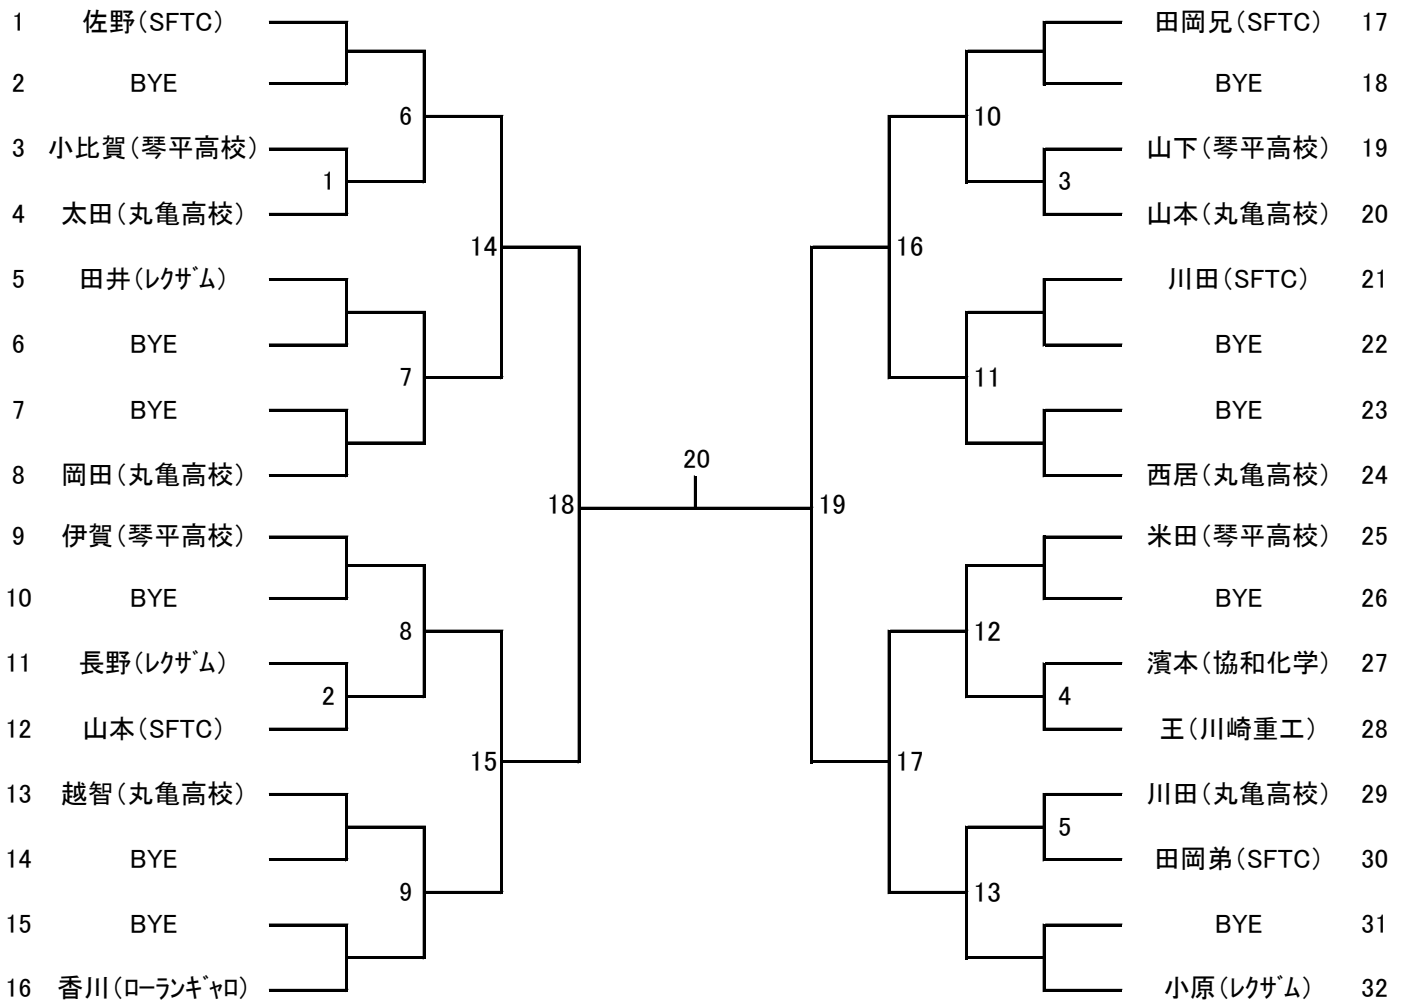 1 佐野(SFTC) 田岡兄(SFTC) 17
2 BYE BYE 18
6 10
3 小比賀(琴平高校) 山下(琴平高校) 19
1 3
4 太田(丸亀高校) 山本(丸亀高校) 20
14 16
5 田井(レクザム) 川田(SFTC) 21
6 BYE BYE 22
7 11
7 BYE BYE 23
20
8 岡田(丸亀高校) 西居(丸亀高校) 24
18 19
9 伊賀(琴平高校) 米田(琴平高校) 25
10 BYE BYE 26
8 12
11 長野(レクザム) 濱本(協和化学) 27
2 4
12 山本(SFTC) 王(川崎重工) 28
15 17
13 越智(丸亀高校) 川田(丸亀高校) 29
5
14 BYE 田岡弟(SFTC) 30
9 13
15 BYE BYE 31
16 香川(ローランギャロ) 小原(レクザム) 32